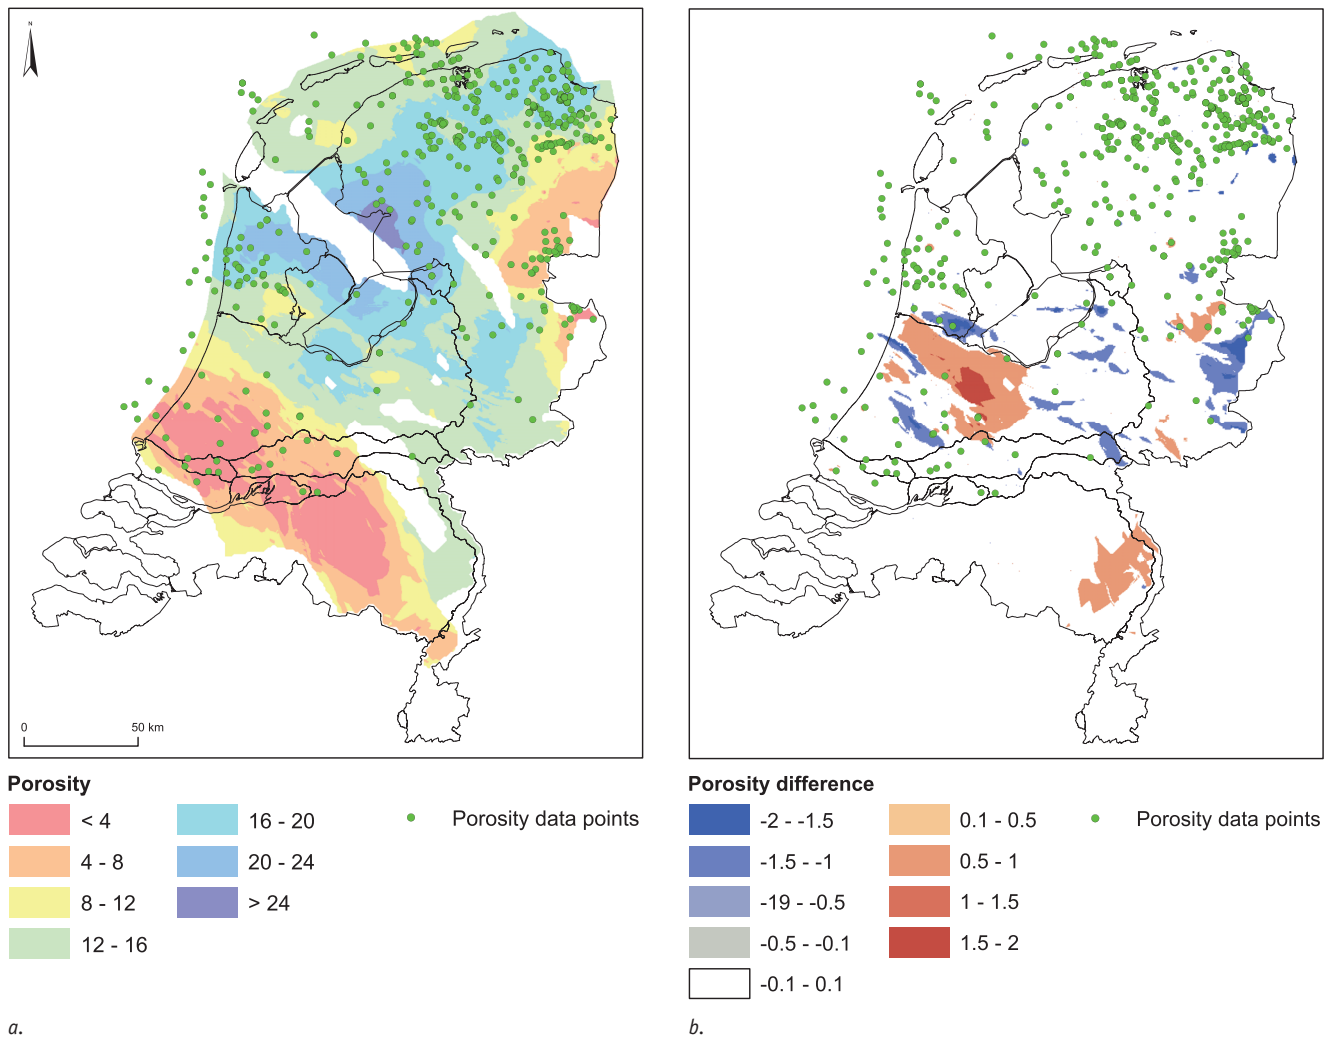 N
0 50 km
Porosity
< 4
4 - 8
8 - 12
12 - 16
16 - 20
20 - 24
> 24
Porosity data points
a.
Porosity difference
-2 - -1.5
-1.5 - -1
-19 - -0.5
-0.5 - -0.1
-0.1 - 0.1
0.1 - 0.5
0.5 - 1
1 - 1.5
1.5 - 2
Porosity data points
b.